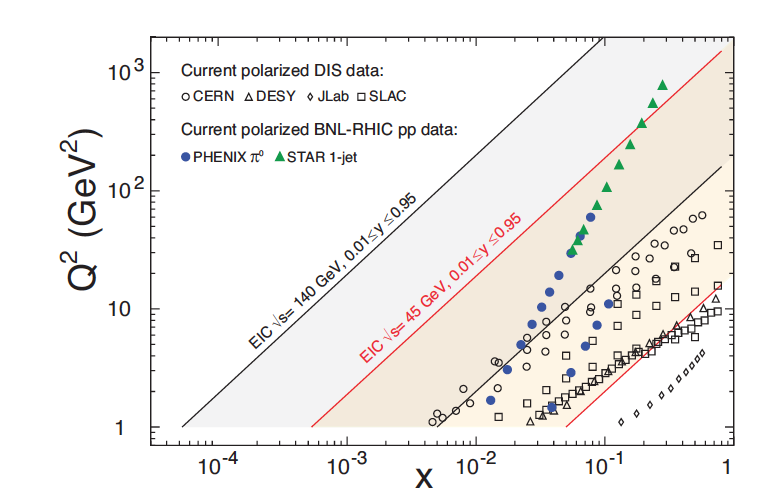 Current polarized DIS data:
○ CERN △ DESY ◊ JLab □ SLAC
Current polarized BNL-RHIC pp data:
● PHENIX π⁰ ▲ STAR 1-jet
EIC √s= 140 GeV, 0.01≤y≤0.95
EIC √s= 45 GeV, 0.01≤y≤0.95
Q² (GeV²)
10³
10²
10
1
10⁻⁴ 10⁻³ 10⁻² 10⁻¹ 1
x